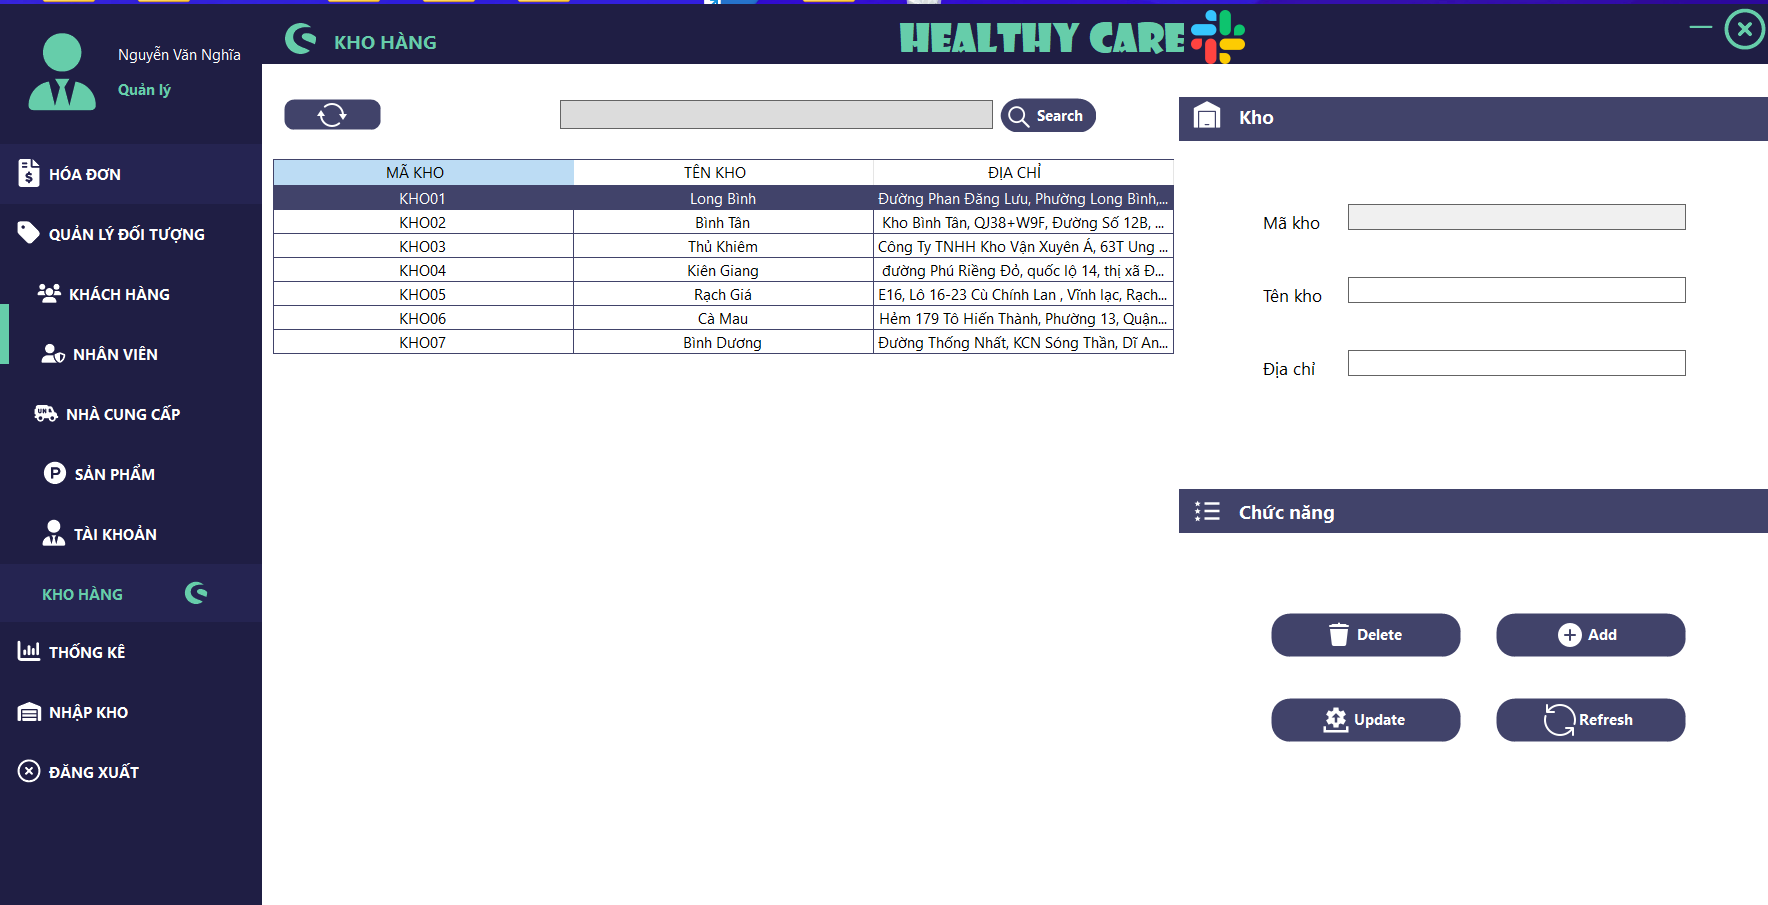 Nguyễn Văn Nghĩa
Quản lý
HÓA ĐƠN
QUẢN LÝ ĐỐI TƯỢNG
KHÁCH HÀNG
NHÂN VIÊN
NHÀ CUNG CẤP
SẢN PHẨM
TÀI KHOẢN
KHO HÀNG
THỐNG KÊ
NHẬP KHO
ĐĂNG XUẤT
KHO HÀNG
HEALTHY CARE
Search
MÃ KHO TÊN KHO ĐỊA CHỈ
KHO01 Long Bình Đường Phan Đăng Lưu, Phường Long Bình,...
KHO02 Bình Tân Kho Bình Tân, QJ38+W9F, Đường Số 12B, ...
KHO03 Thủ Khiêm Công Ty TNHH Kho Vận Xuyên Á, 63T Ung ...
KHO04 Kiên Giang đường Phú Riềng Đỏ, quốc lộ 14, thị xã Đ...
KHO05 Rạch Giá E16, Lô 16-23 Cù Chính Lan , Vĩnh lạc, Rạch...
KHO06 Cà Mau Hẻm 179 Tô Hiến Thành, Phường 13, Quận...
KHO07 Bình Dương Đường Thống Nhất, KCN Sóng Thần, Dĩ An...
Kho
Mã kho
Tên kho
Địa chỉ
Chức năng
Delete Add
Update Refresh